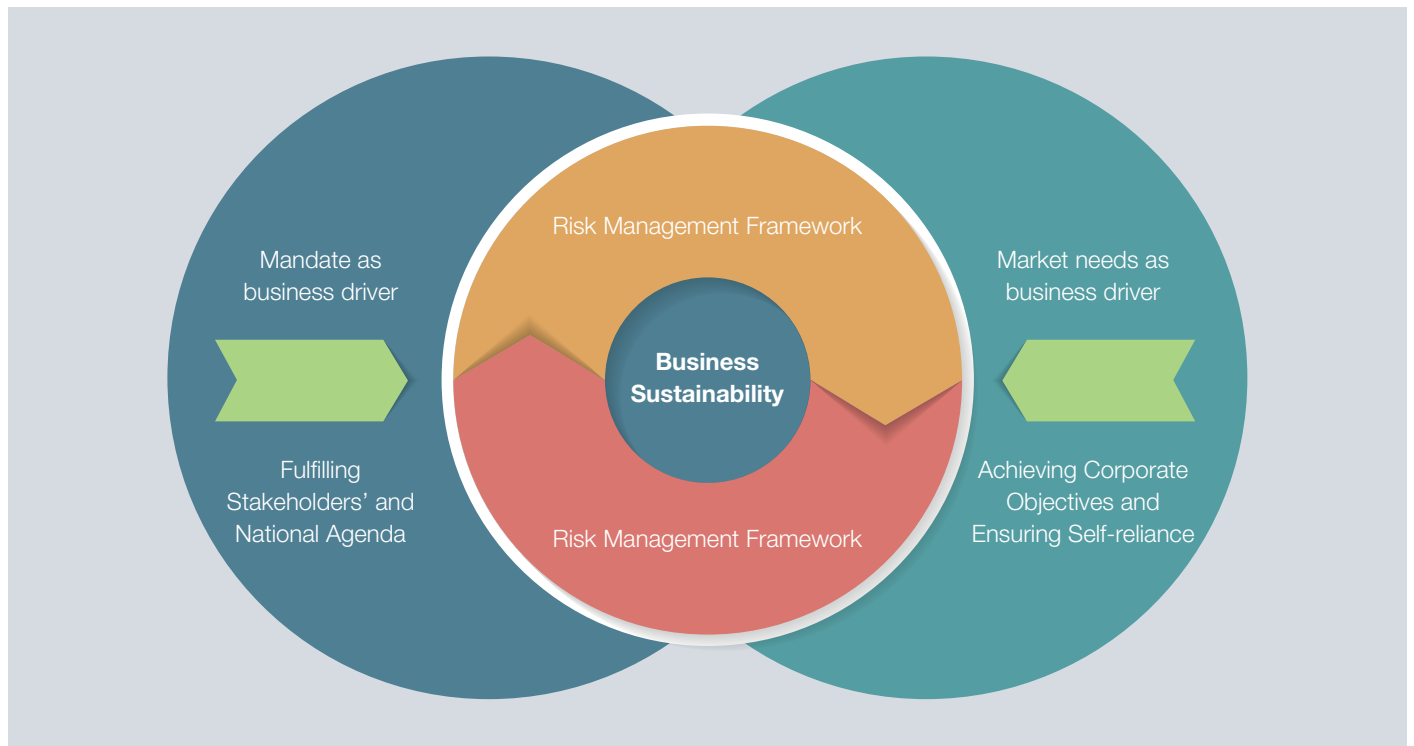 Mandate as
business driver
Fulfilling
Stakeholders’ and
National Agenda
Risk Management Framework
Business
Sustainability
Risk Management Framework
Market needs as
business driver
Achieving Corporate
Objectives and
Ensuring Self-reliance